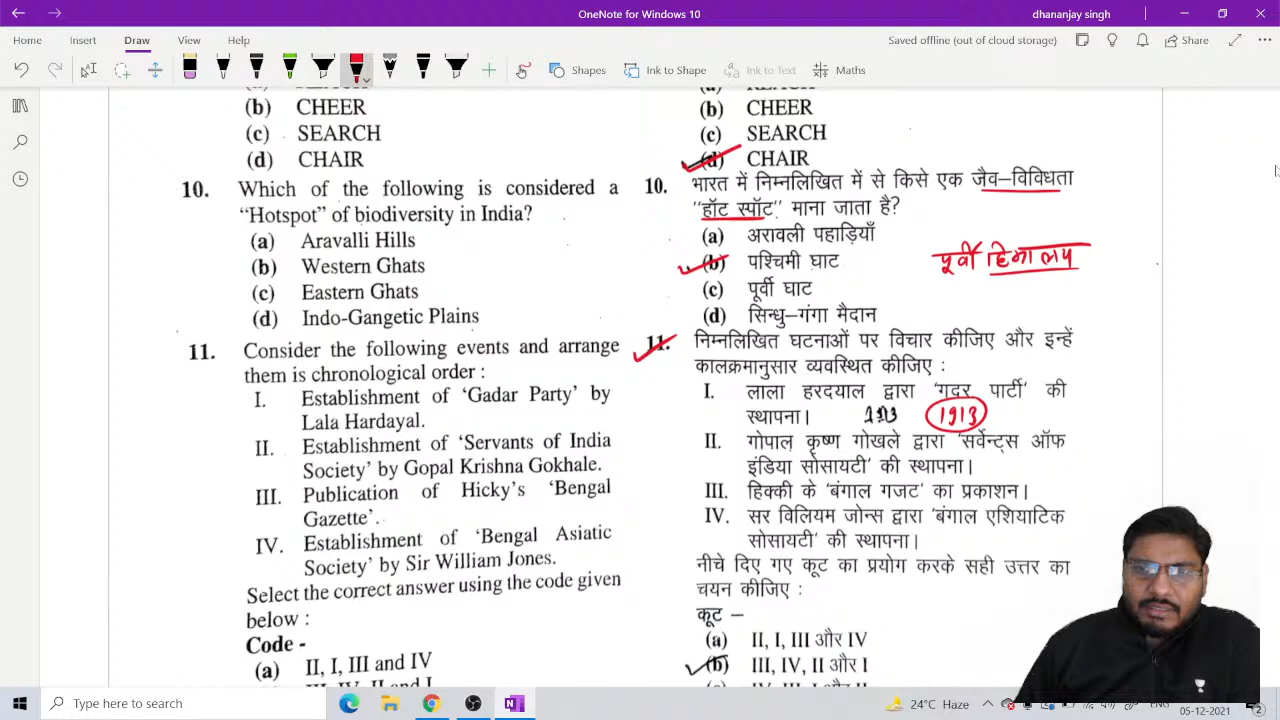 OneNote for Windows 10
dhananjay singh
Home Insert Draw View Help
Saved offline (out of storage)
Share
Shapes
Ink to Shape
Ink to Text
Maths
(b) CHEER
(c) SEARCH
(d) CHAIR
10. Which of the following is considered a
“Hotspot” of biodiversity in India?
(a) Aravalli Hills
(b) Western Ghats
(c) Eastern Ghats
(d) Indo-Gangetic Plains
11. Consider the following events and arrange
them is chronological order :
I. Establishment of ‘Gadar Party’ by
Lala Hardayal.
II. Establishment of ‘Servants of India
Society’ by Gopal Krishna Gokhale.
III. Publication of Hicky’s ‘Bengal
Gazette’.
IV. Establishment of ‘Bengal Asiatic
Society’ by Sir William Jones.
Select the correct answer using the code given
below :
Code -
(a) II, I, III and IV
III, IV, II and I
(a) REACH
(b) CHEER
(c) SEARCH
(d) CHAIR
10. भारत में निम्नलिखित में से किसे एक जैव–विविधता
“हॉट स्पॉट” माना जाता है?
(a) अरावली पहाड़ियाँ
(b) पश्चिमी घाट
पूर्वी हिमालय
(c) पूर्वी घाट
(d) सिन्धु–गंगा मैदान
11. निम्नलिखित घटनाओं पर विचार कीजिए और इन्हें
कालक्रमानुसार व्यवस्थित कीजिए :
I. लाला हरदयाल द्वारा ‘गदर पार्टी’ की
स्थापना। 1913
II. गोपाल कृष्ण गोखले द्वारा ‘सर्वेन्ट्स ऑफ
इंडिया सोसायटी’ की स्थापना।
III. हिक्की के ‘बंगाल गजट’ का प्रकाशन।
IV. सर विलियम जोन्स द्वारा ‘बंगाल एशियाटिक
सोसायटी’ की स्थापना।
नीचे दिए गए कूट का प्रयोग करके सही उत्तर का
चयन कीजिए :
कूट –
(a) II, I, III और IV
(b) III, IV, II और I
Type here to search
24°C Haze
05-12-2021